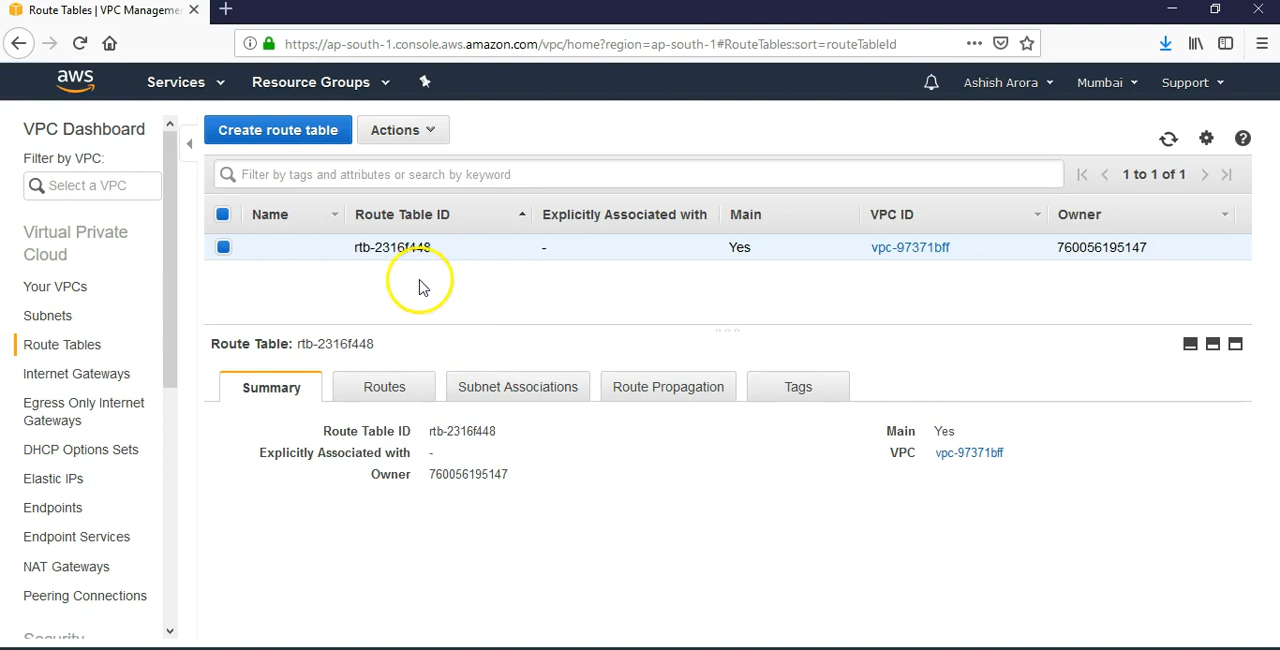 Route Tables | VPC Manageme
https://ap-south-1.console.aws.amazon.com/vpc/home?region=ap-south-1#RouteTables:sort=routeTableId
aws
Services
Resource Groups
Ashish Arora
Mumbai
Support
VPC Dashboard
Filter by VPC:
Select a VPC
Virtual Private
Cloud
Your VPCs
Subnets
Route Tables
Internet Gateways
Egress Only Internet
Gateways
DHCP Options Sets
Elastic IPs
Endpoints
Endpoint Services
NAT Gateways
Peering Connections
Security
Create route table
Actions
Filter by tags and attributes or search by keyword
1 to 1 of 1
Name Route Table ID Explicitly Associated with Main VPC ID Owner
rtb-2316f448 - Yes vpc-97371bff 760056195147
Route Table: rtb-2316f448
Summary Routes Subnet Associations Route Propagation Tags
Route Table ID rtb-2316f448 Main Yes
Explicitly Associated with - VPC vpc-97371bff
Owner 760056195147